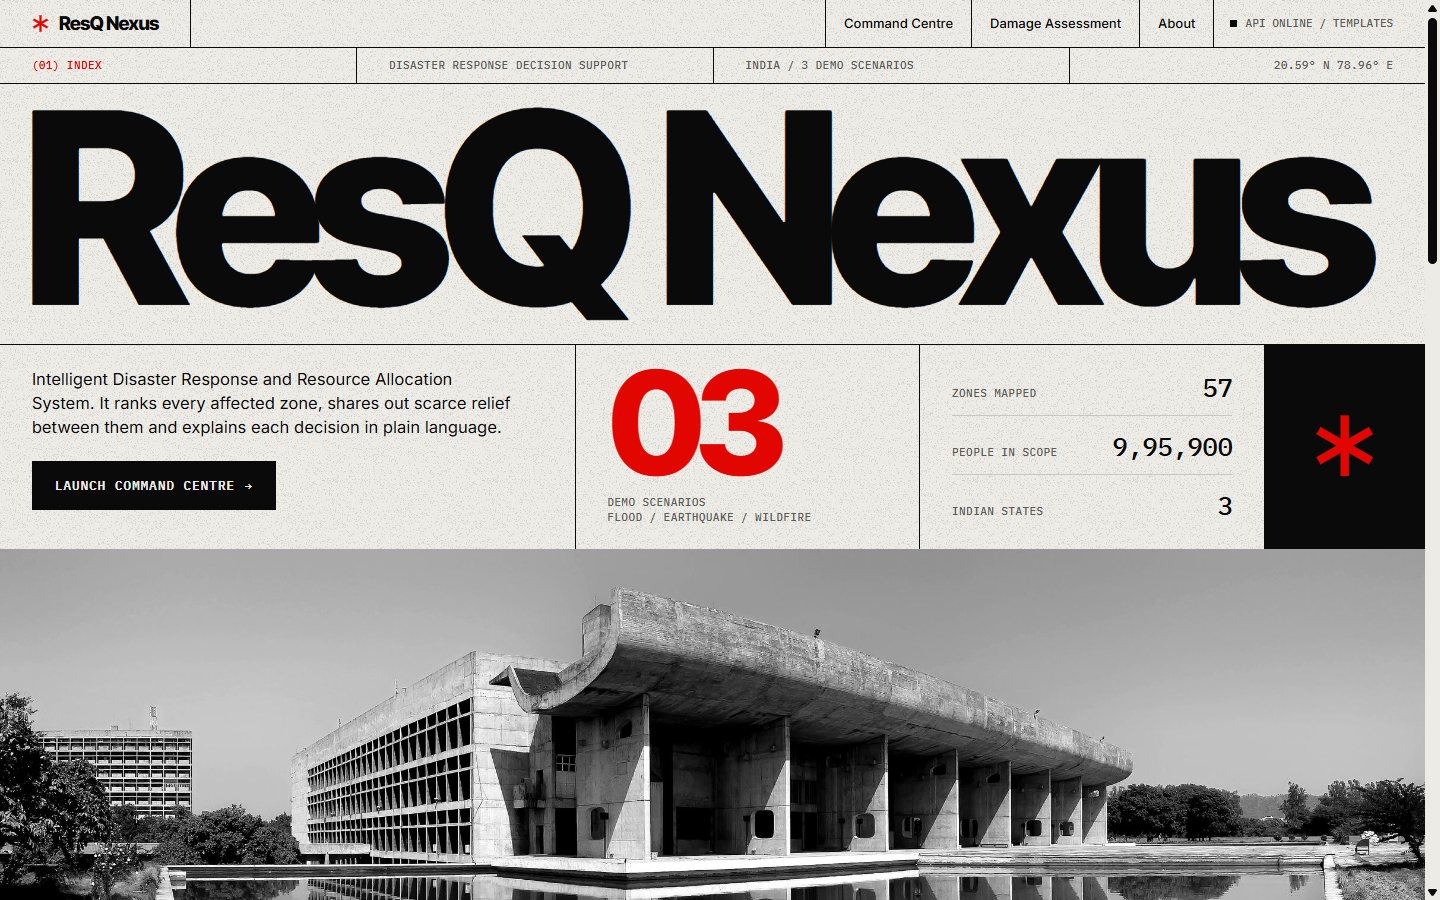 ResQ Nexus
Command Centre
Damage Assessment
About
API ONLINE / TEMPLATES
(01) INDEX
DISASTER RESPONSE DECISION SUPPORT
INDIA / 3 DEMO SCENARIOS
20.59° N 78.96° E
ResQ Nexus
Intelligent Disaster Response and Resource Allocation
System. It ranks every affected zone, shares out scarce relief
between them and explains each decision in plain language.
LAUNCH COMMAND CENTRE →
03
DEMO SCENARIOS
FLOOD / EARTHQUAKE / WILDFIRE
ZONES MAPPED 57
PEOPLE IN SCOPE 9,95,900
INDIAN STATES 3